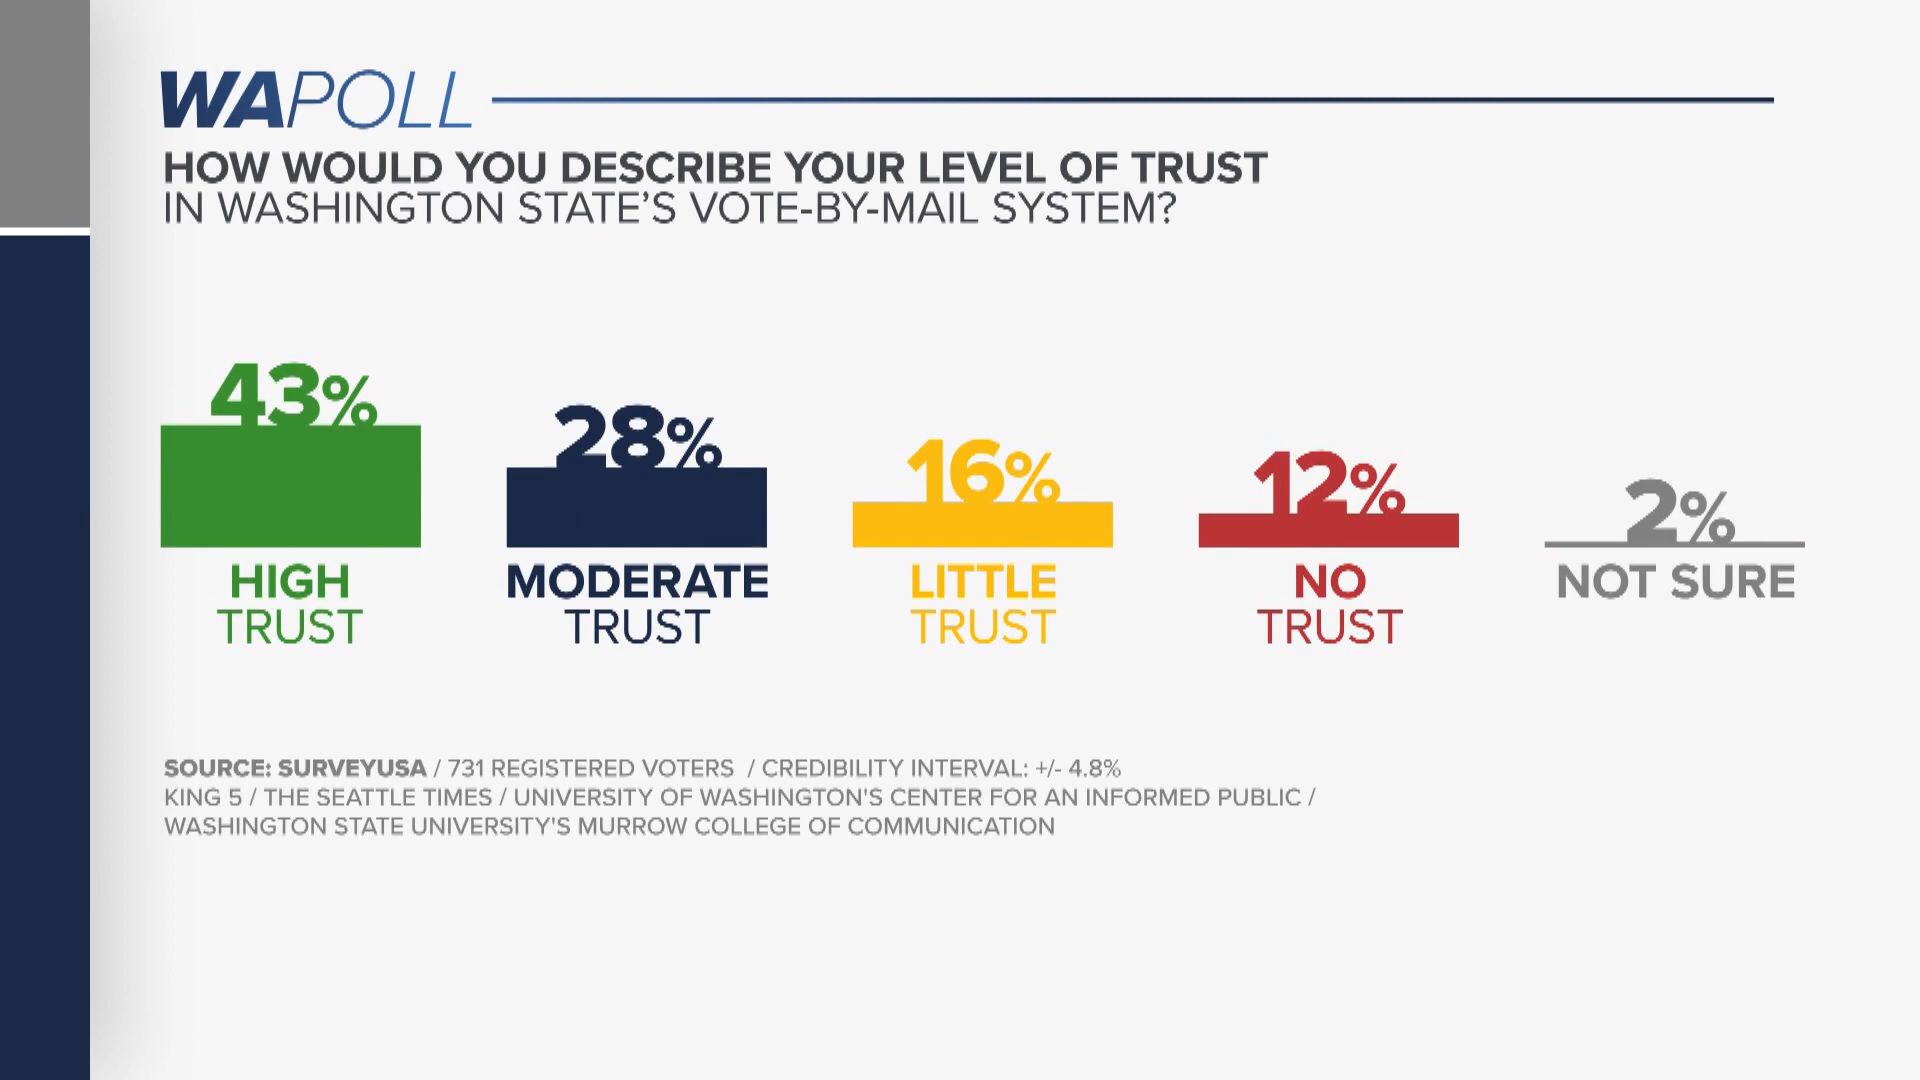 WAPOLL
HOW WOULD YOU DESCRIBE YOUR LEVEL OF TRUST
IN WASHINGTON STATE'S VOTE-BY-MAIL SYSTEM?
43%
HIGH
TRUST
28%
MODERATE
TRUST
16%
LITTLE
TRUST
12%
NO
TRUST
2%
NOT SURE
SOURCE: SURVEYUSA / 731 REGISTERED VOTERS / CREDIBILITY INTERVAL: +/- 4.8%
KING 5 / THE SEATTLE TIMES / UNIVERSITY OF WASHINGTON'S CENTER FOR AN INFORMED PUBLIC /
WASHINGTON STATE UNIVERSITY'S MURROW COLLEGE OF COMMUNICATION